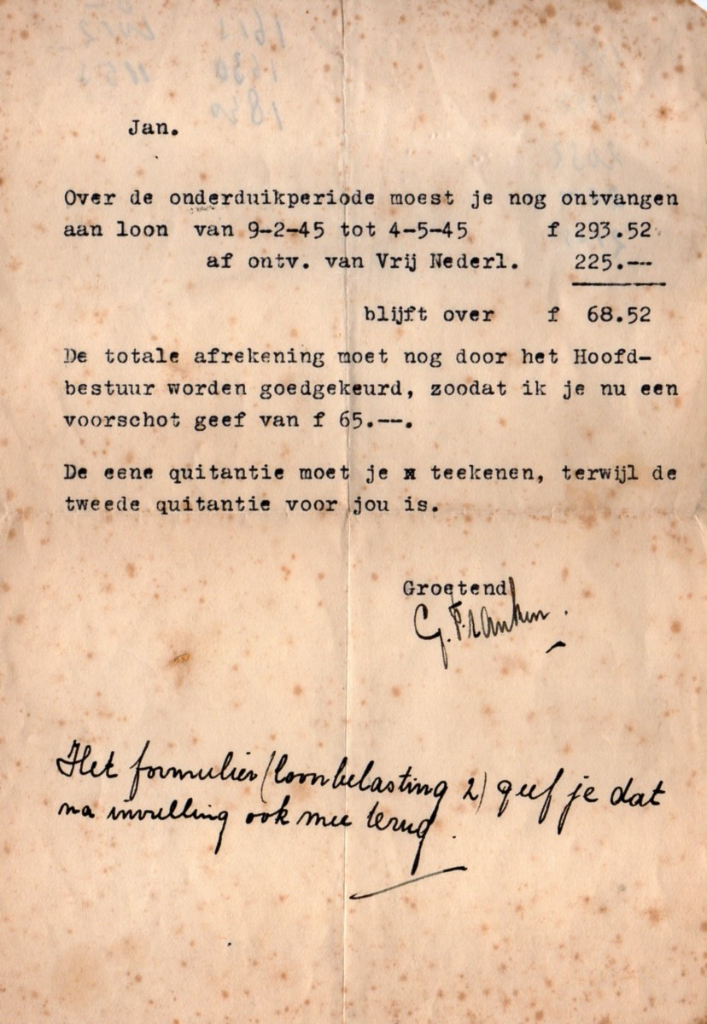 Jan.
Over de onderduikperiode moest je nog ontvangen
aan loon van 9-2-45 tot 4-5-45 f 293.52
af ontv. van Vrij Nederl. 225.--
blijft over f 68.52
De totale afrekening moet nog door het Hoofd-
bestuur worden goedgekeurd, zoodat ik je nu een
voorschot geef van f 65.--.
De eene quitantie moet je x teekenen, terwijl de
tweede quitantie voor jou is.
Groetend
G. Franken.
Het formulier (loonbelasting 2) geef je dat
na invulling ook mee terug.